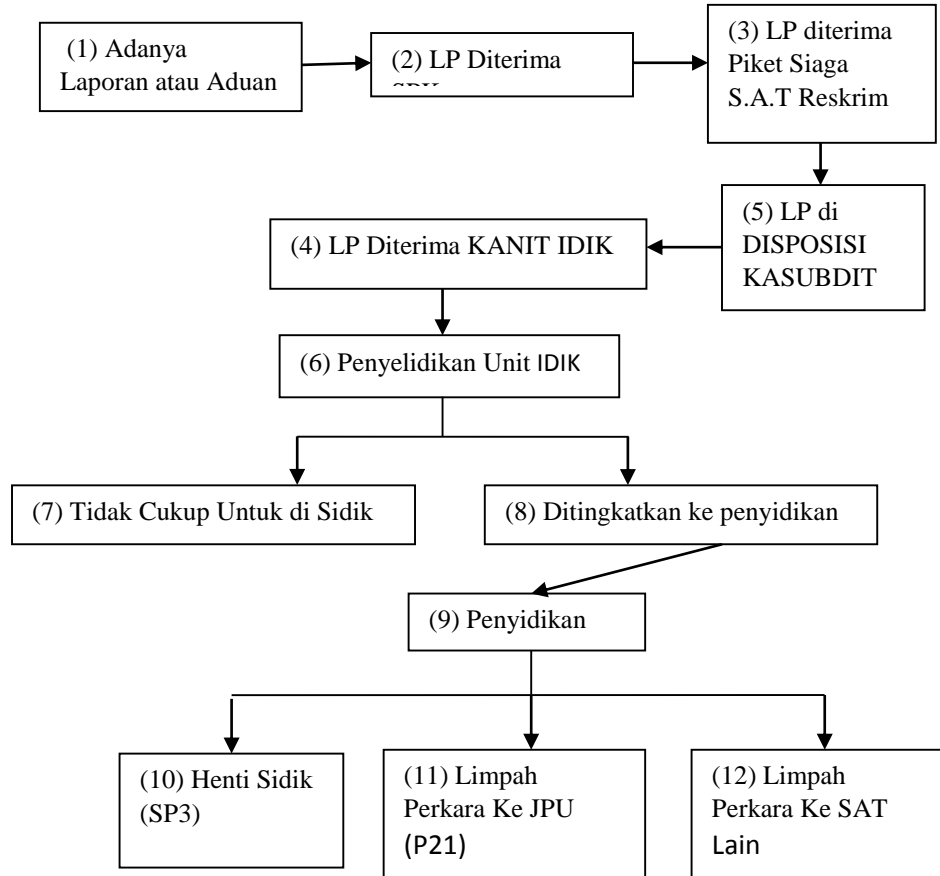 (1) Adanya
Laporan atau Aduan
(2) LP Diterima
(3) LP diterima
Piket Siaga
S.A.T Reskrim
(4) LP Diterima KANIT IDIK
(5) LP di
DISPOSISI
KASUBDIT
(6) Penyelidikan Unit IDIK
(7) Tidak Cukup Untuk di Sidik
(8) Ditingkatkan ke penyidikan
(9) Penyidikan
(10) Henti Sidik
(SP3)
(11) Limpah
Perkara Ke JPU
(P21)
(12) Limpah
Perkara Ke SAT
Lain